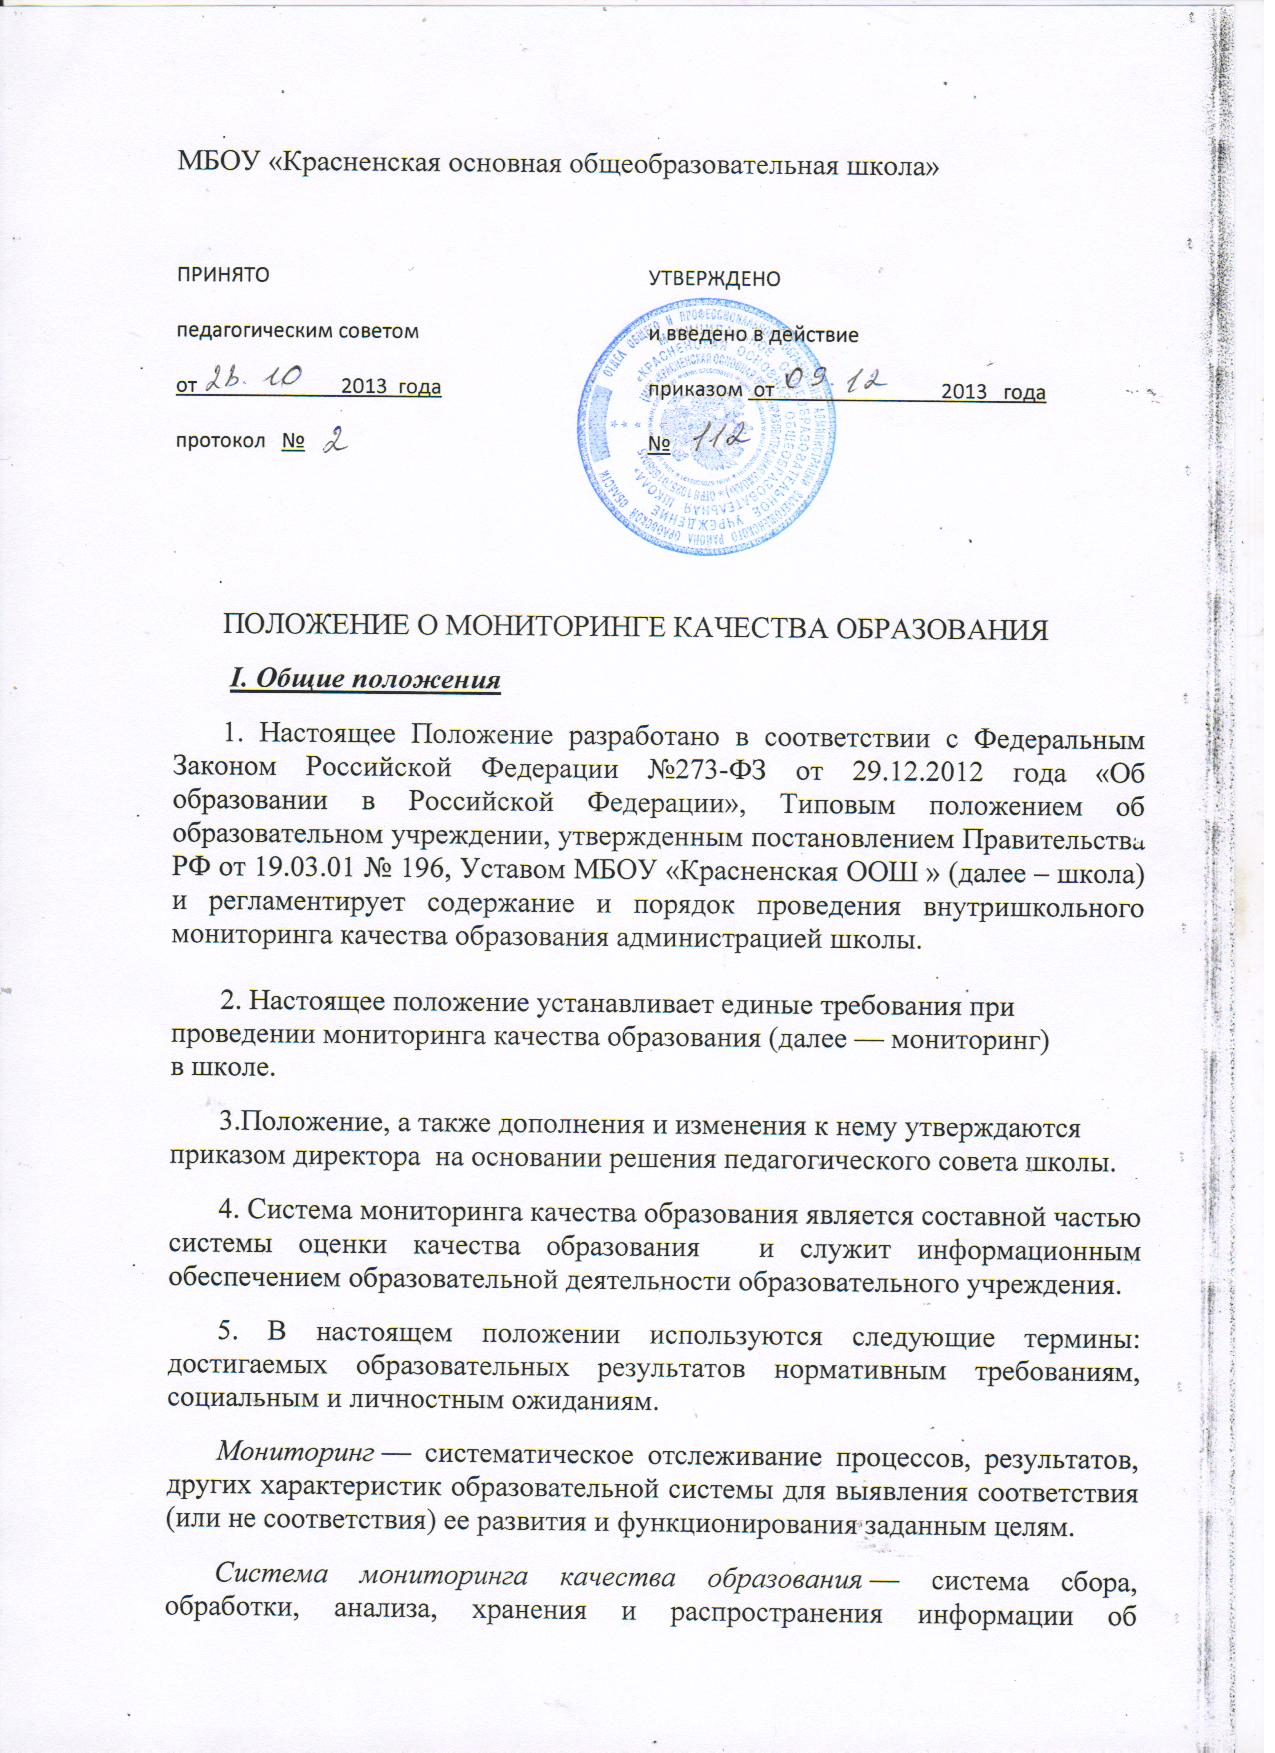 МБОУ «Красненская основная общеобразовательная школа»
ПРИНЯТО
педагогическим советом
от 10 2013 года
протокол № 2
УТВЕРЖДЕНО
и введено в действие
приказом от 09.12 2013 года
№ 112
ПОЛОЖЕНИЕ О МОНИТОРИНГЕ КАЧЕСТВА ОБРАЗОВАНИЯ
I. Общие положения
1. Настоящее Положение разработано в соответствии с Федеральным
Законом Российской Федерации №273-ФЗ от 29.12.2012 года «Об
образовании в Российской Федерации», Типовым положением об
образовательном учреждении, утвержденным постановлением Правительства
РФ от 19.03.01 № 196, Уставом МБОУ «Красненская ООШ » (далее – школа)
и регламентирует содержание и порядок проведения внутришкольного
мониторинга качества образования администрацией школы.
2. Настоящее положение устанавливает единые требования при
проведении мониторинга качества образования (далее — мониторинг)
в школе.
3.Положение, а также дополнения и изменения к нему утверждаются
приказом директора на основании решения педагогического совета школы.
4. Система мониторинга качества образования является составной частью
системы оценки качества образования и служит информационным
обеспечением образовательной деятельности образовательного учреждения.
5. В настоящем положении используются следующие термины:
достигаемых образовательных результатов нормативным требованиям,
социальным и личностным ожиданиям.
Мониторинг — систематическое отслеживание процессов, результатов,
других характеристик образовательной системы для выявления соответствия
(или не соответствия) ее развития и функционирования заданным целям.
Система мониторинга качества образования — система сбора,
обработки, анализа, хранения и распространения информации об